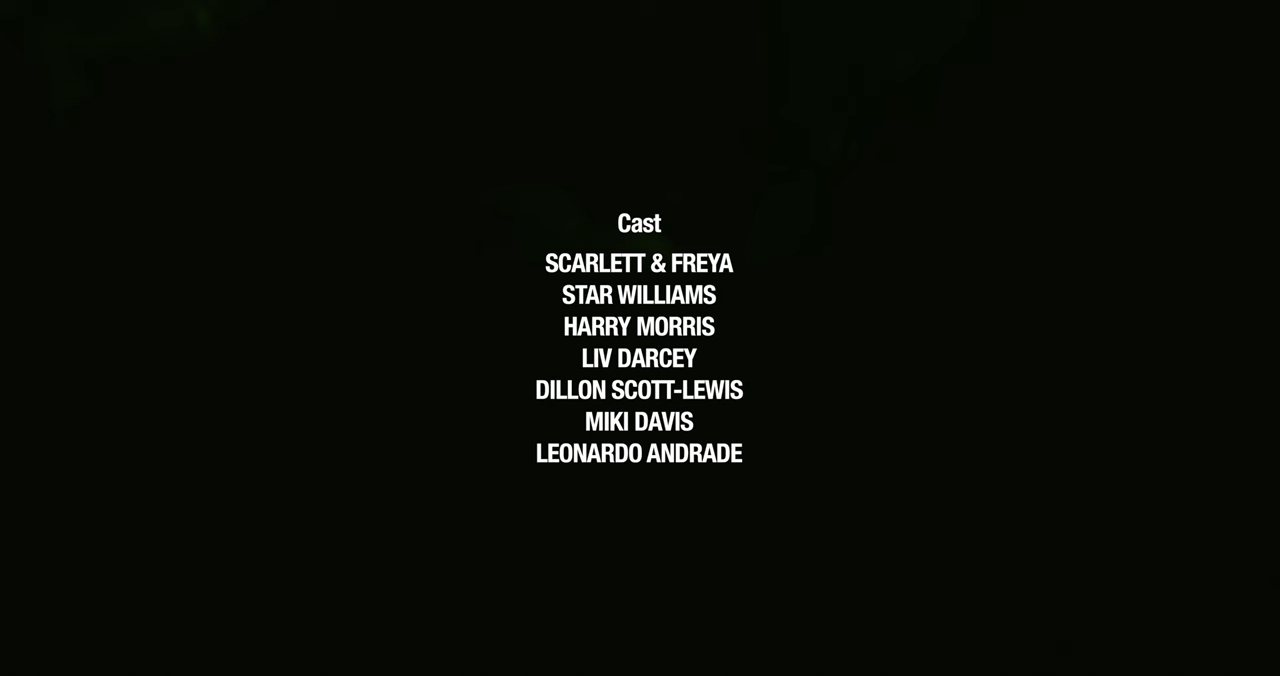 Cast
SCARLETT & FREYA
STAR WILLIAMS
HARRY MORRIS
LIV DARCEY
DILLON SCOTT-LEWIS
MIKI DAVIS
LEONARDO ANDRADE